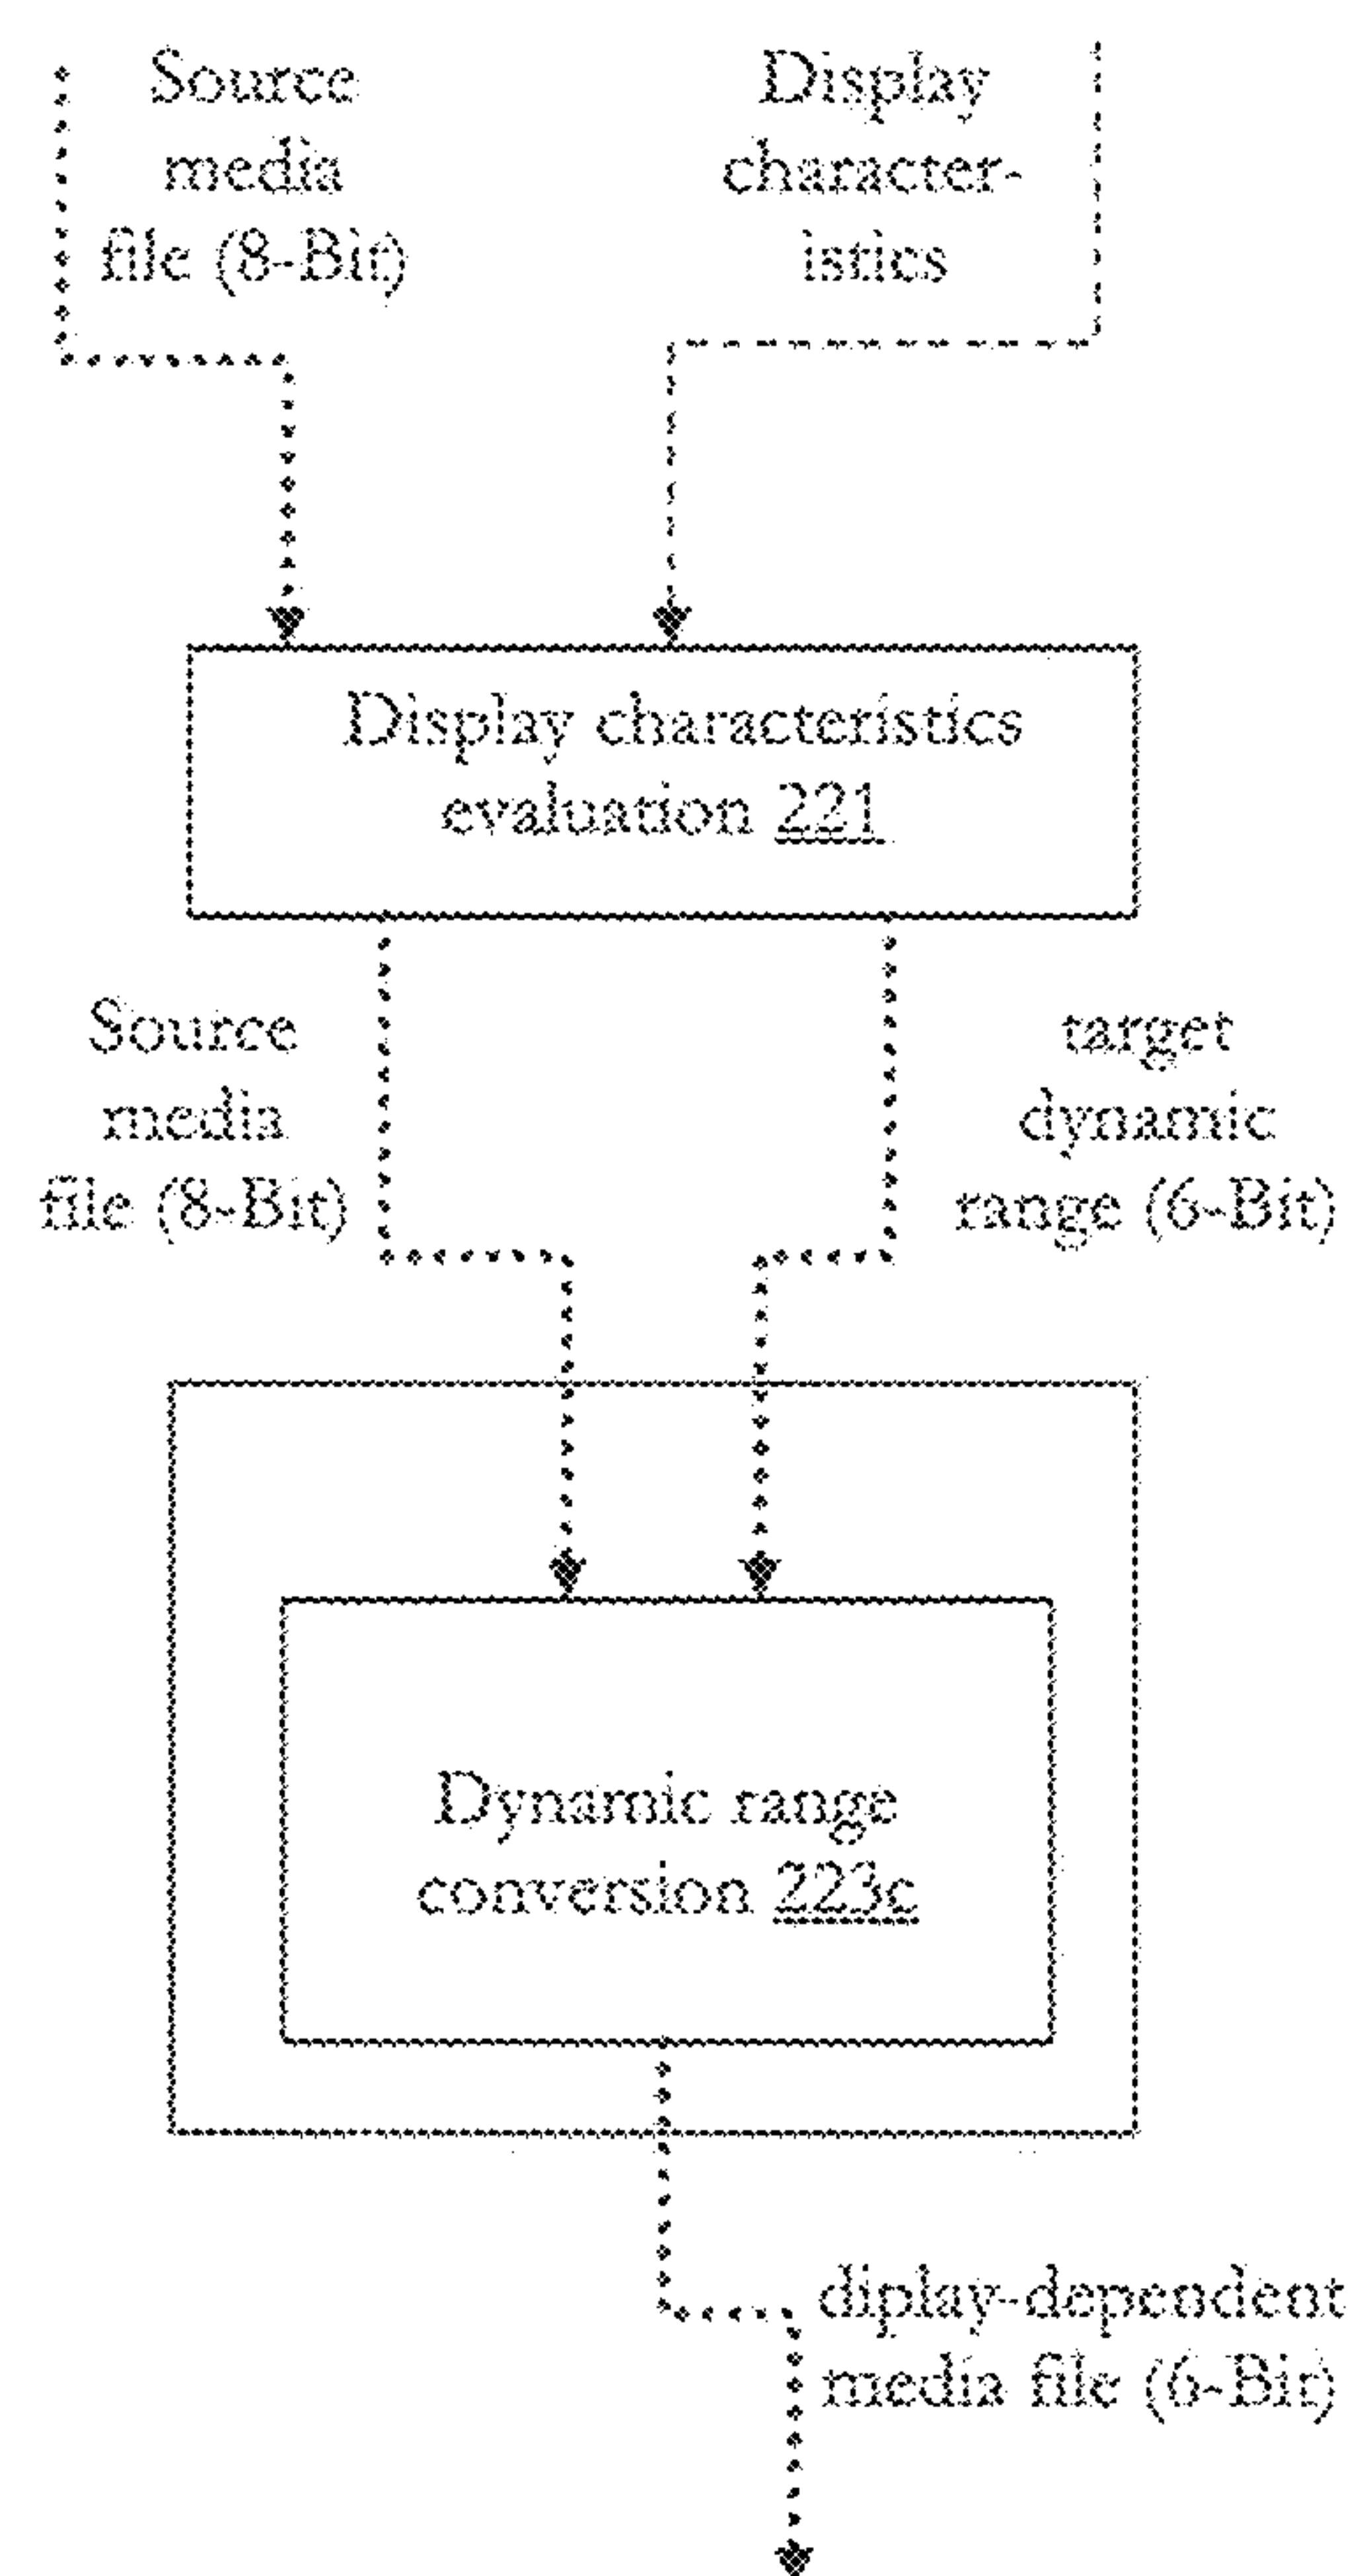 Source
media
file (8-Bit)
Display
character-
istics
Display characteristics
evaluation 221
Source
media
file (8-Bit)
target
dynamic
range (6-Bit)
Dynamic range
conversion 223c
diplay-dependent
media file (6-Bit)